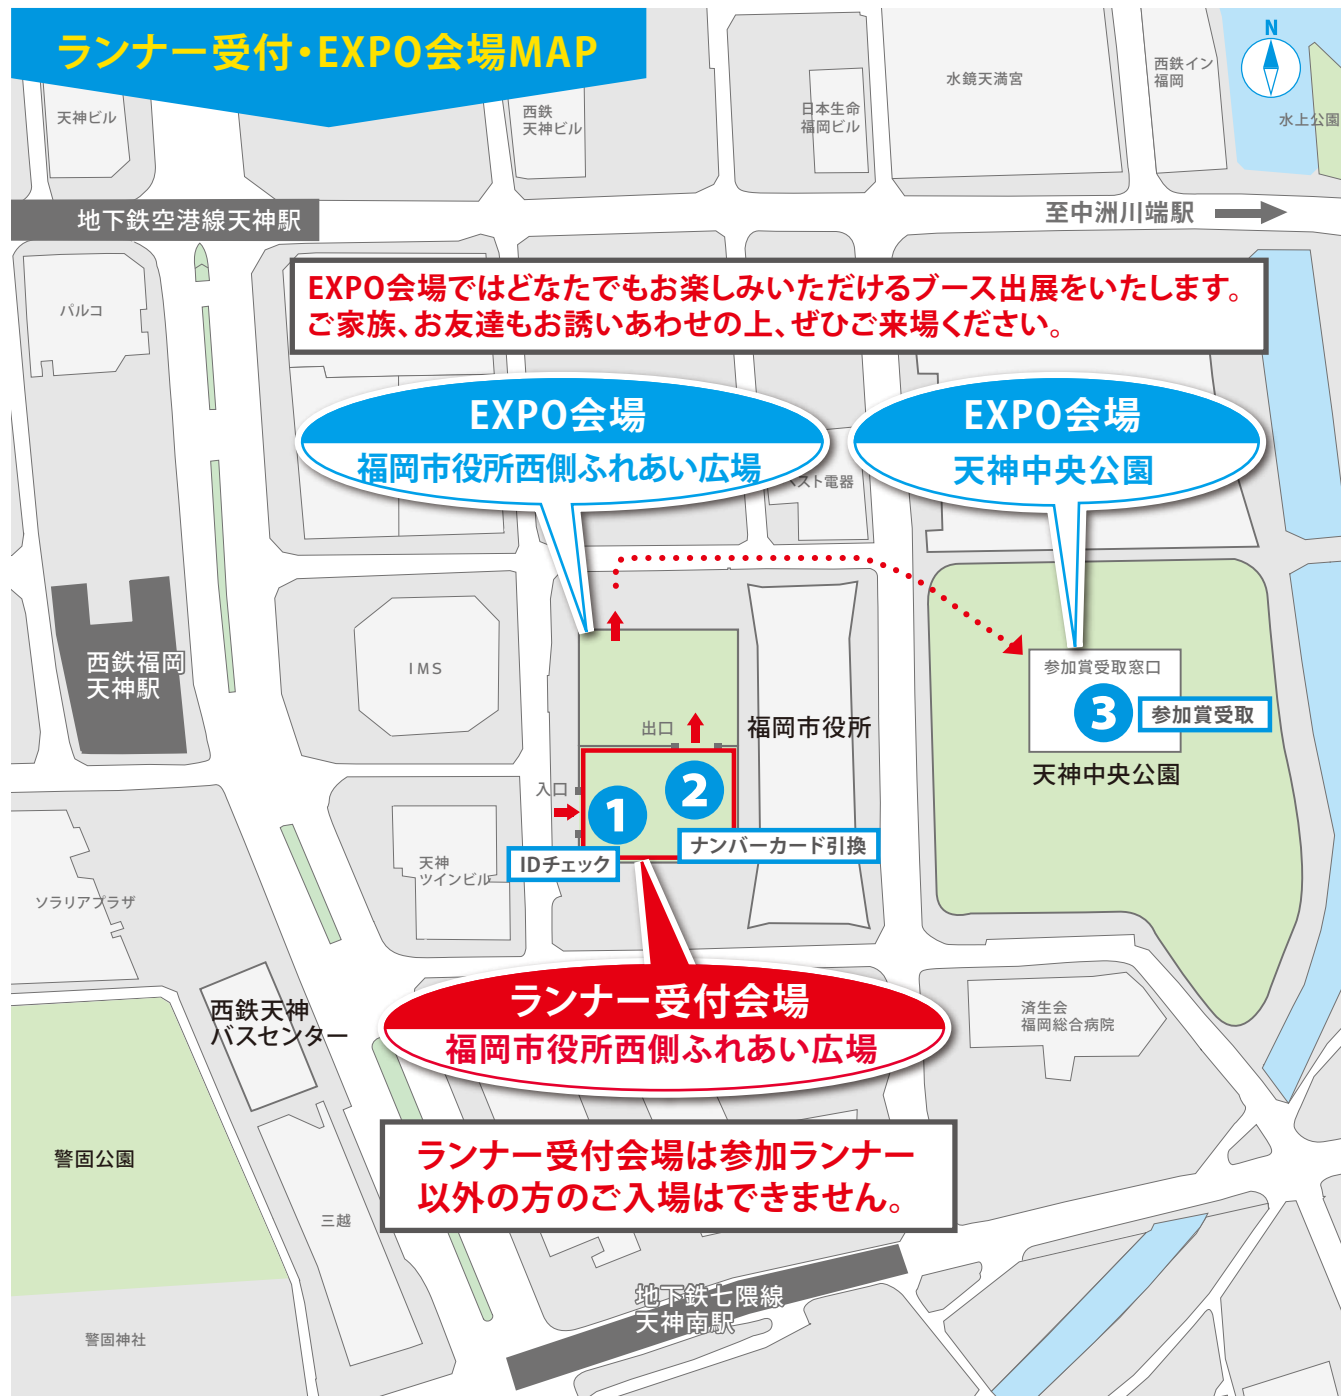 ランナー受付・EXPO会場MAP
N
天神ビル
西鉄
天神ビル
日本生命
福岡ビル
水鏡天満宮
西鉄イン
福岡
水上公園
地下鉄空港線天神駅
至中洲川端駅
パルコ
EXPO会場ではどなたでもお楽しみいただけるブース出展をいたします。
ご家族、お友達もお誘いあわせの上、ぜひご来場ください。
EXPO会場
福岡市役所西側ふれあい広場
EXPO会場
天神中央公園
スト電器
西鉄福岡
天神駅
IMS
参加賞受取窓口
3
参加賞受取
天神中央公園
出口
福岡市役所
入口
1
2
IDチェック
ナンバーカード引換
天神
ツインビル
ソラリアプラザ
ランナー受付会場
福岡市役所西側ふれあい広場
西鉄天神
バスセンター
済生会
福岡総合病院
警固公園
ランナー受付会場は参加ランナー
以外の方のご入場はできません。
三越
地下鉄七隈線
天神南駅
警固神社